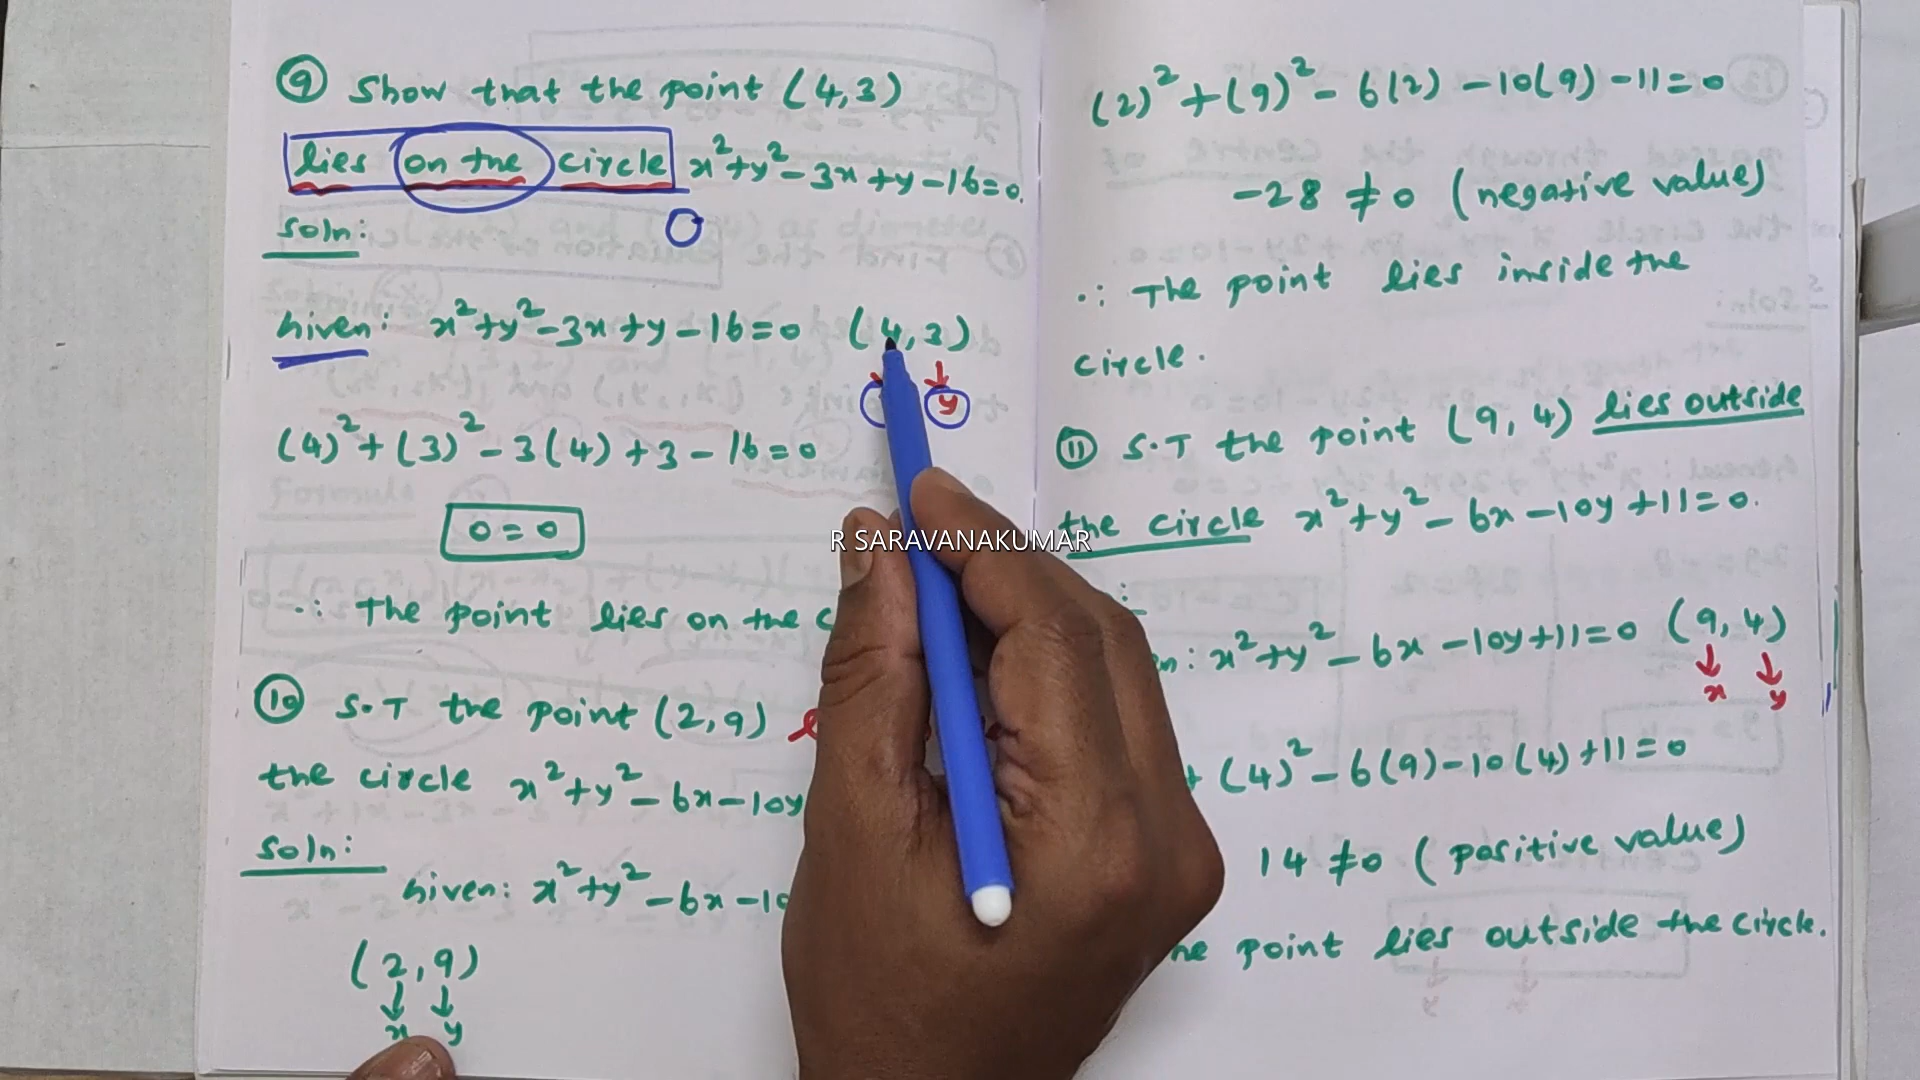 9 Show that the point (4,3)
lies on the circle x²+y²-3x+y-16=0.
Soln:
Given: x²+y²-3x+y-16=0 (4,3)
y
(4)²+(3)²-3(4)+3-16=0
0=0
∴ The point lies on the
10 S.T the point (2,9)
the circle x²+y²-6x-10y
Soln:
Given: x²+y²-6x-10
(2,9)
↓ ↓
x y
(2)²+(9)²-6(2)-10(9)-11=0
-28≠0 (negative value)
∴ The point lies inside the
circle.
11 S.T the point (9,4) lies outside
the circle x²+y²-6x-10y+11=0.
R SARAVANAKUMAR
: x²+y²-6x-10y+11=0 (9,4)
↓ ↓
x y
+(4)²-6(9)-10(4)+11=0
14≠0 (positive value)
point lies outside the circle.